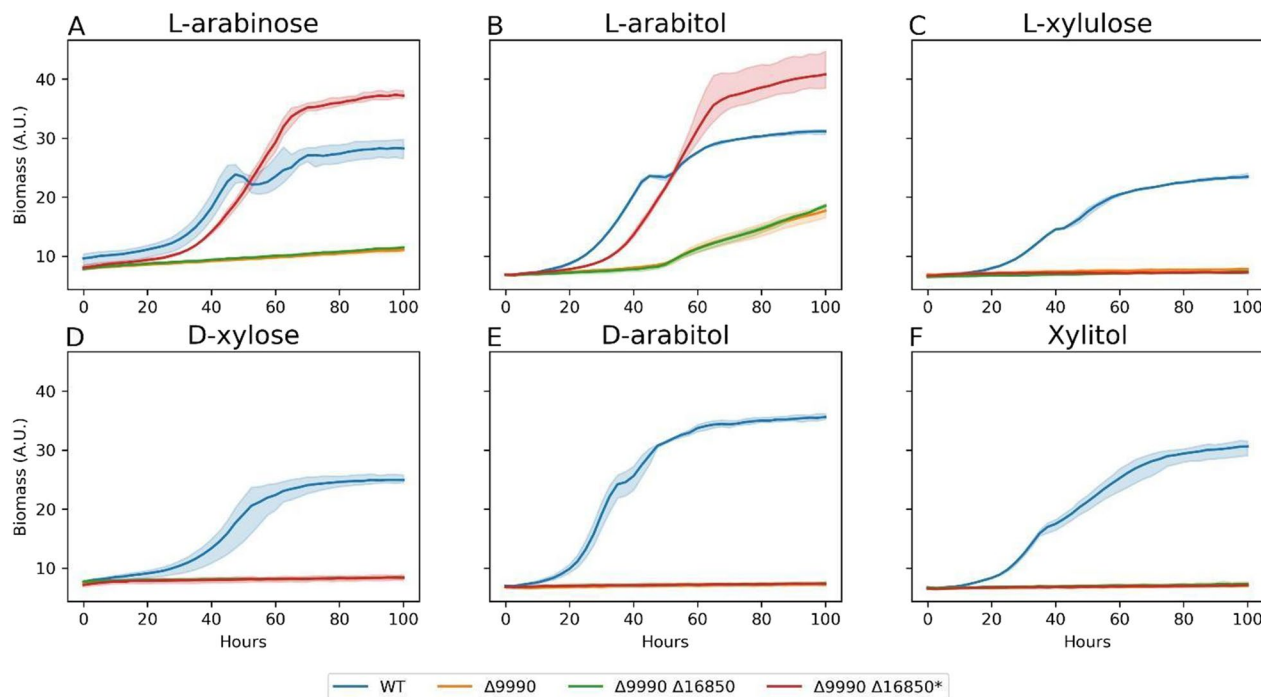 A L-arabinose
B L-arabitol
C L-xylulose
Biomass (A.U.)
40
30
20
10
0 20 40 60 80 100
0 20 40 60 80 100
0 20 40 60 80 100
D D-xylose
E D-arabitol
F Xylitol
Biomass (A.U.)
40
30
20
10
0 20 40 60 80 100
0 20 40 60 80 100
0 20 40 60 80 100
Hours
Hours
Hours
WT Δ9990 Δ9990 Δ16850 Δ9990 Δ16850*